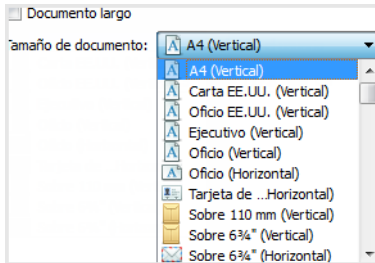 Documento largo
Tamaño de documento: A4 (Vertical)
A4 (Vertical)
Carta EE.UU. (Vertical)
Oficio EE.UU. (Vertical)
Ejecutivo (Vertical)
Oficio (Vertical)
Oficio (Horizontal)
Tarjeta de ...Horizontal)
Sobre 110 mm (Vertical)
Sobre 6¾" (Vertical)
Sobre 6¾" (Horizontal)